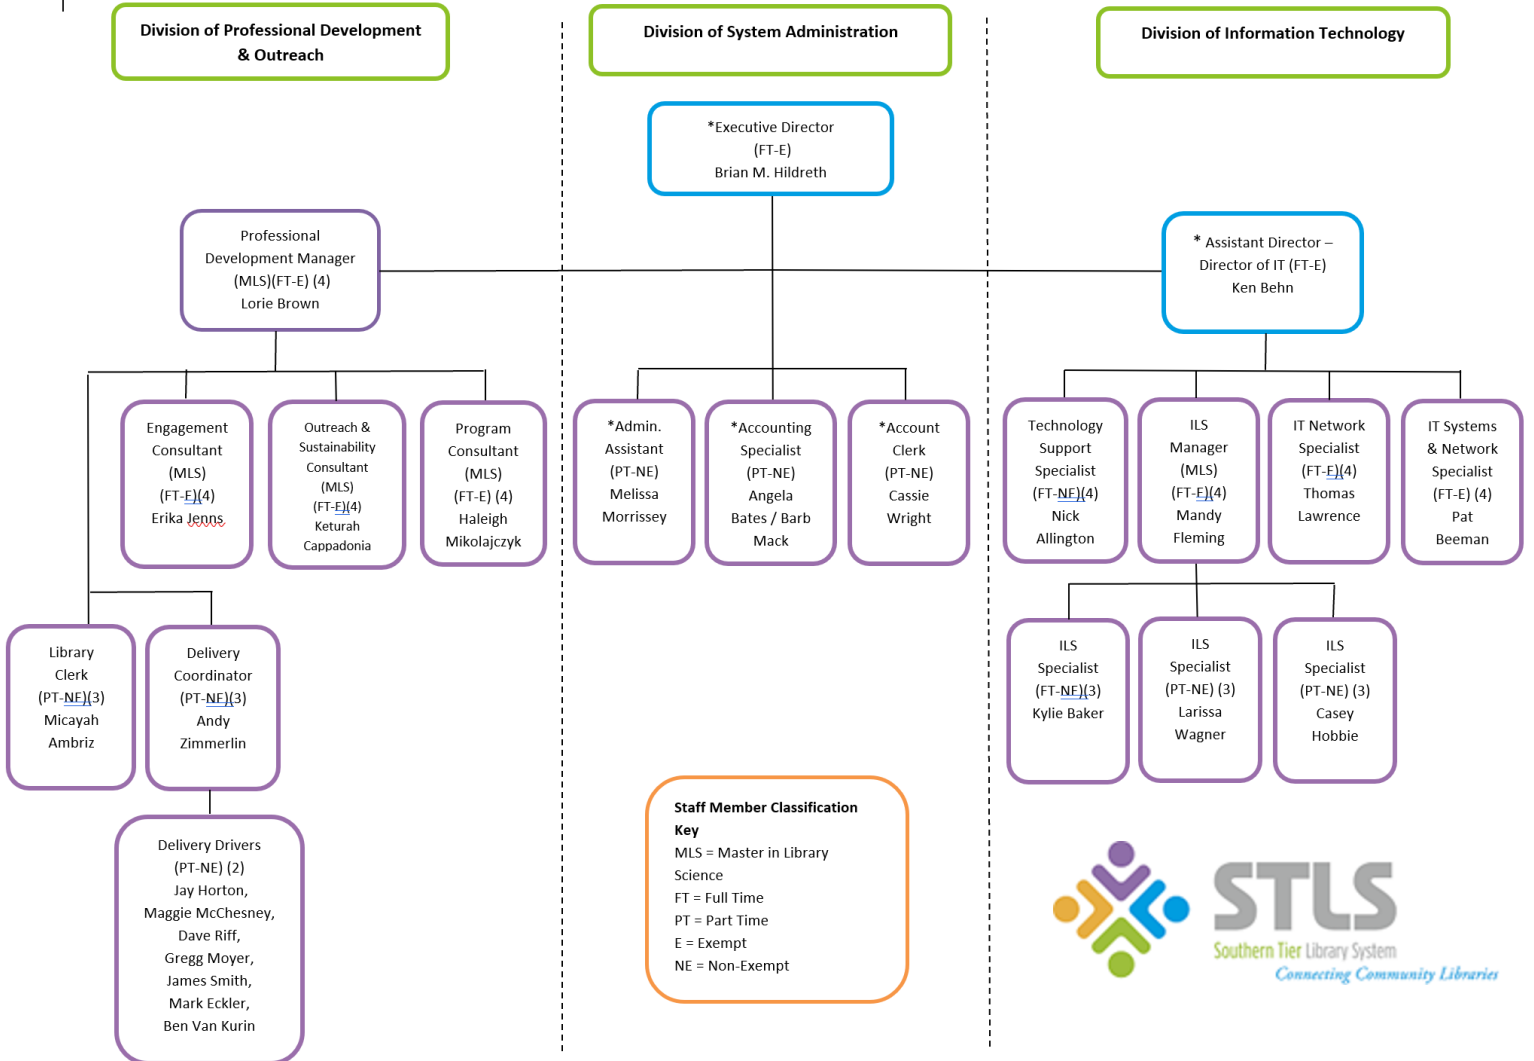 Division of Professional Development
& Outreach
Division of System Administration
Division of Information Technology
*Executive Director
(FT-E)
Brian M. Hildreth
Professional
Development Manager
(MLS)(FT-E) (4)
Lorie Brown
* Assistant Director –
Director of IT (FT-E)
Ken Behn
Engagement
Consultant
(MLS)
(FT-E)(4)
Erika Jenns
Outreach &
Sustainability
Consultant
(MLS)
(FT-E)(4)
Keturah
Cappadonia
Program
Consultant
(MLS)
(FT-E) (4)
Haleigh
Mikolajczyk
*Admin.
Assistant
(PT-NE)
Melissa
Morrissey
*Accounting
Specialist
(PT-NE)
Angela
Bates / Barb
Mack
*Account
Clerk
(PT-NE)
Cassie
Wright
Technology
Support
Specialist
(FT-NE)(4)
Nick
Allington
ILS
Manager
(MLS)
(FT-E)(4)
Mandy
Fleming
IT Network
Specialist
(FT-E)(4)
Thomas
Lawrence
IT Systems
& Network
Specialist
(FT-E) (4)
Pat
Beeman
Library
Clerk
(PT-NE)(3)
Micayah
Ambriz
Delivery
Coordinator
(PT-NE)(3)
Andy
Zimmerlin
ILS
Specialist
(FT-NE)(3)
Kylie Baker
ILS
Specialist
(PT-NE) (3)
Larissa
Wagner
ILS
Specialist
(PT-NE) (3)
Casey
Hobbie
Delivery Drivers
(PT-NE) (2)
Jay Horton,
Maggie McChesney,
Dave Riff,
Gregg Moyer,
James Smith,
Mark Eckler,
Ben Van Kurin
Staff Member Classification
Key
MLS = Master in Library
Science
FT = Full Time
PT = Part Time
E = Exempt
NE = Non-Exempt
STLS
Southern Tier Library System
Connecting Community Libraries